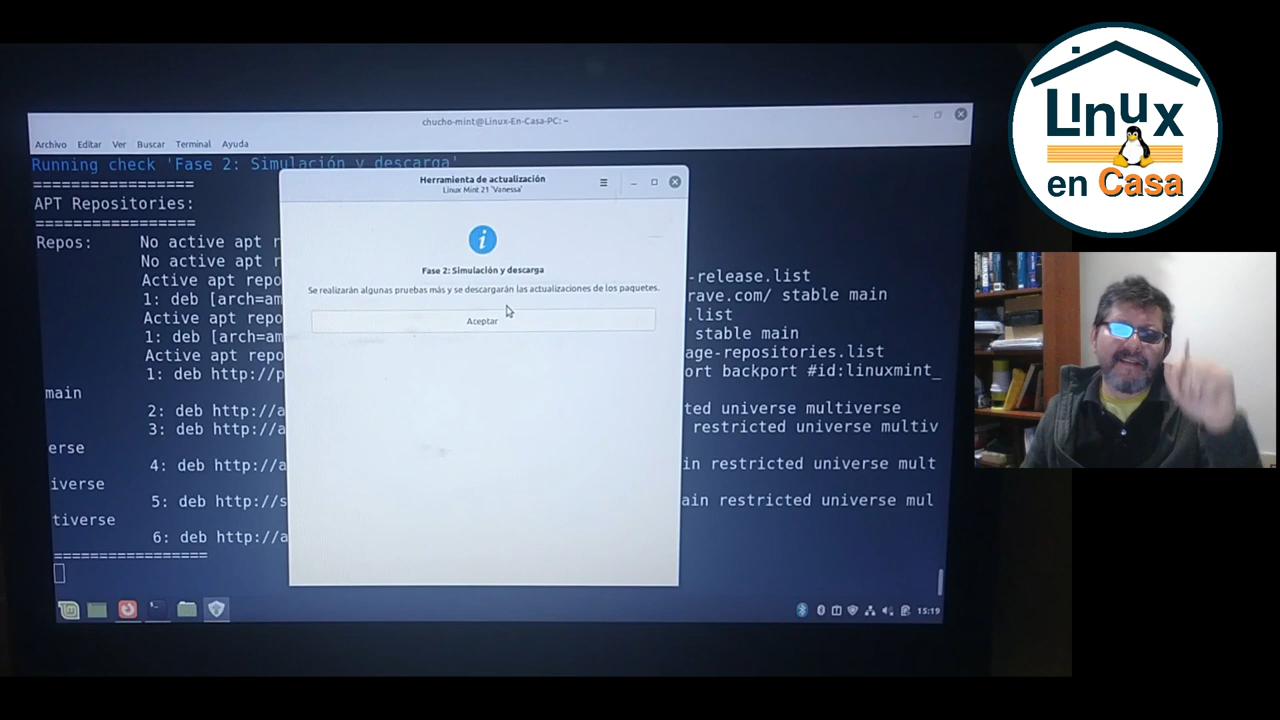 Linux
en Casa
chucho-mint@Linux-En-Casa-PC: ~
Archivo Editar Ver Buscar Terminal Ayuda
Running check 'Fase 2: Simulación y descarga'
=================
APT Repositories:
=================
Repos: No active apt r
No active apt r
Active apt repo -release.list
1: deb [arch=am rave.com/ stable main
Active apt repo .list
1: deb [arch=am stable main
Active apt repo age-repositories.list
1: deb http://p ort backport #id:linuxmint_
main
2: deb http://a ted universe multiverse
3: deb http://a restricted universe multiv
erse
4: deb http://a in restricted universe mult
iverse
5: deb http://s ain restricted universe mul
tiverse
6: deb http://a
=================
Herramienta de actualización
Linux Mint 21 'Vanessa'
i
Fase 2: Simulación y descarga
Se realizarán algunas pruebas más y se descargarán las actualizaciones de los paquetes.
Aceptar
15:19